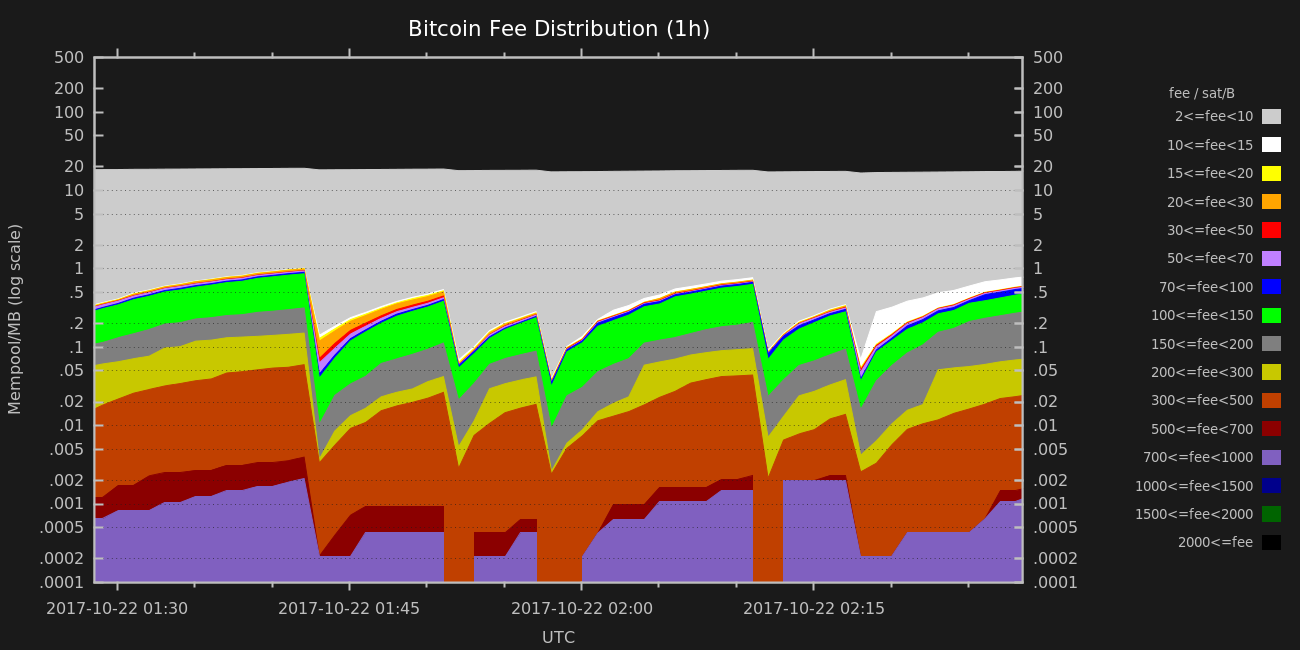 Bitcoin Fee Distribution (1h)
Mempool/MB (log scale)
500
200
100
50
20
10
5
2
1
.5
.2
.1
.05
.02
.01
.005
.002
.001
.0005
.0002
.0001
500
200
100
50
20
10
5
2
1
.5
.2
.1
.05
.02
.01
.005
.002
.001
.0005
.0002
.0001
2017-10-22 01:30
2017-10-22 01:45
2017-10-22 02:00
2017-10-22 02:15
UTC
fee / sat/B
2<=fee<10
10<=fee<15
15<=fee<20
20<=fee<30
30<=fee<50
50<=fee<70
70<=fee<100
100<=fee<150
150<=fee<200
200<=fee<300
300<=fee<500
500<=fee<700
700<=fee<1000
1000<=fee<1500
1500<=fee<2000
2000<=fee